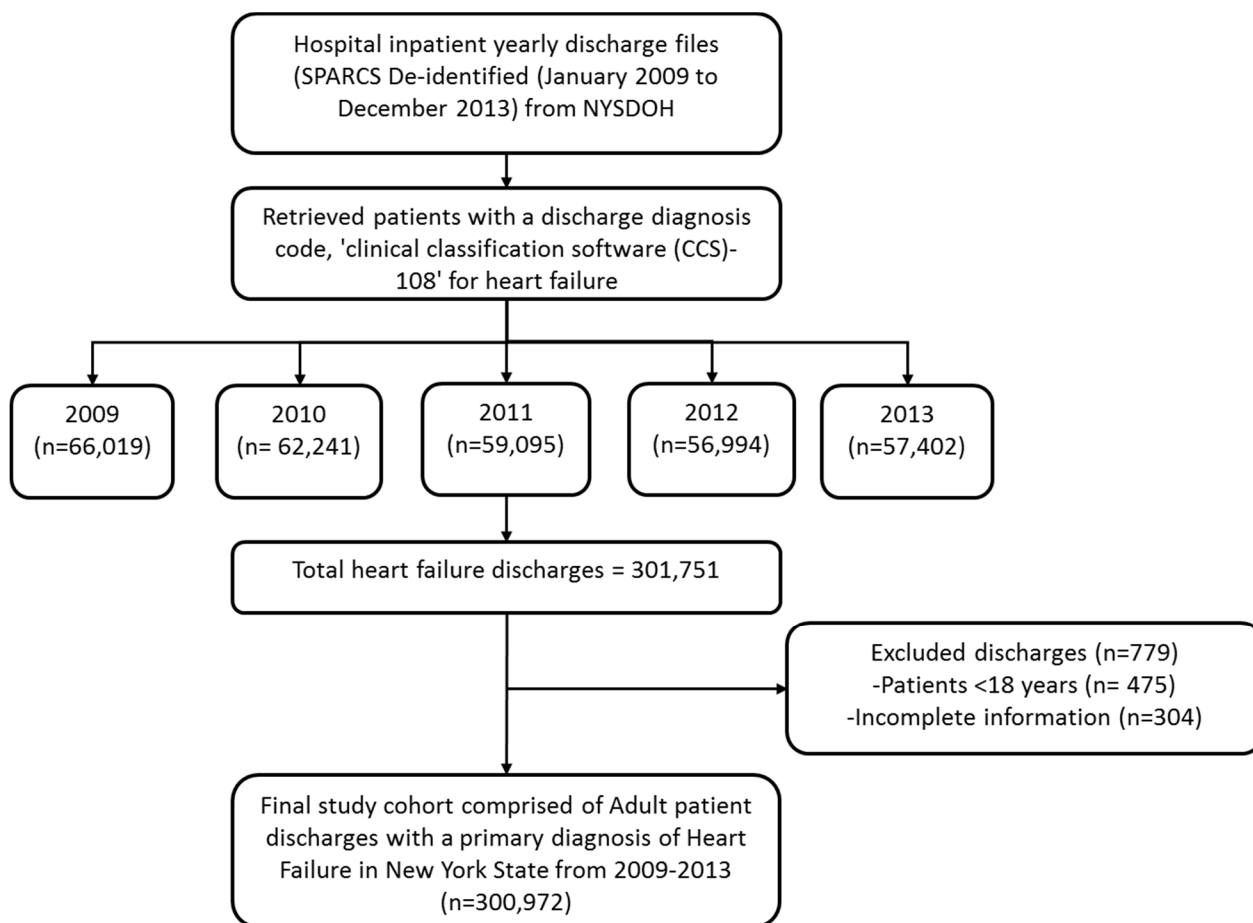 Hospital inpatient yearly discharge files
(SPARCS De-identified (January 2009 to
December 2013) from NYSDOH
Retrieved patients with a discharge diagnosis
code, 'clinical classification software (CCS)-
108' for heart failure
2009
(n=66,019)
2010
(n= 62,241)
2011
(n=59,095)
2012
(n=56,994)
2013
(n=57,402)
Total heart failure discharges = 301,751
Excluded discharges (n=779)
-Patients <18 years (n= 475)
-Incomplete information (n=304)
Final study cohort comprised of Adult patient
discharges with a primary diagnosis of Heart
Failure in New York State from 2009-2013
(n=300,972)